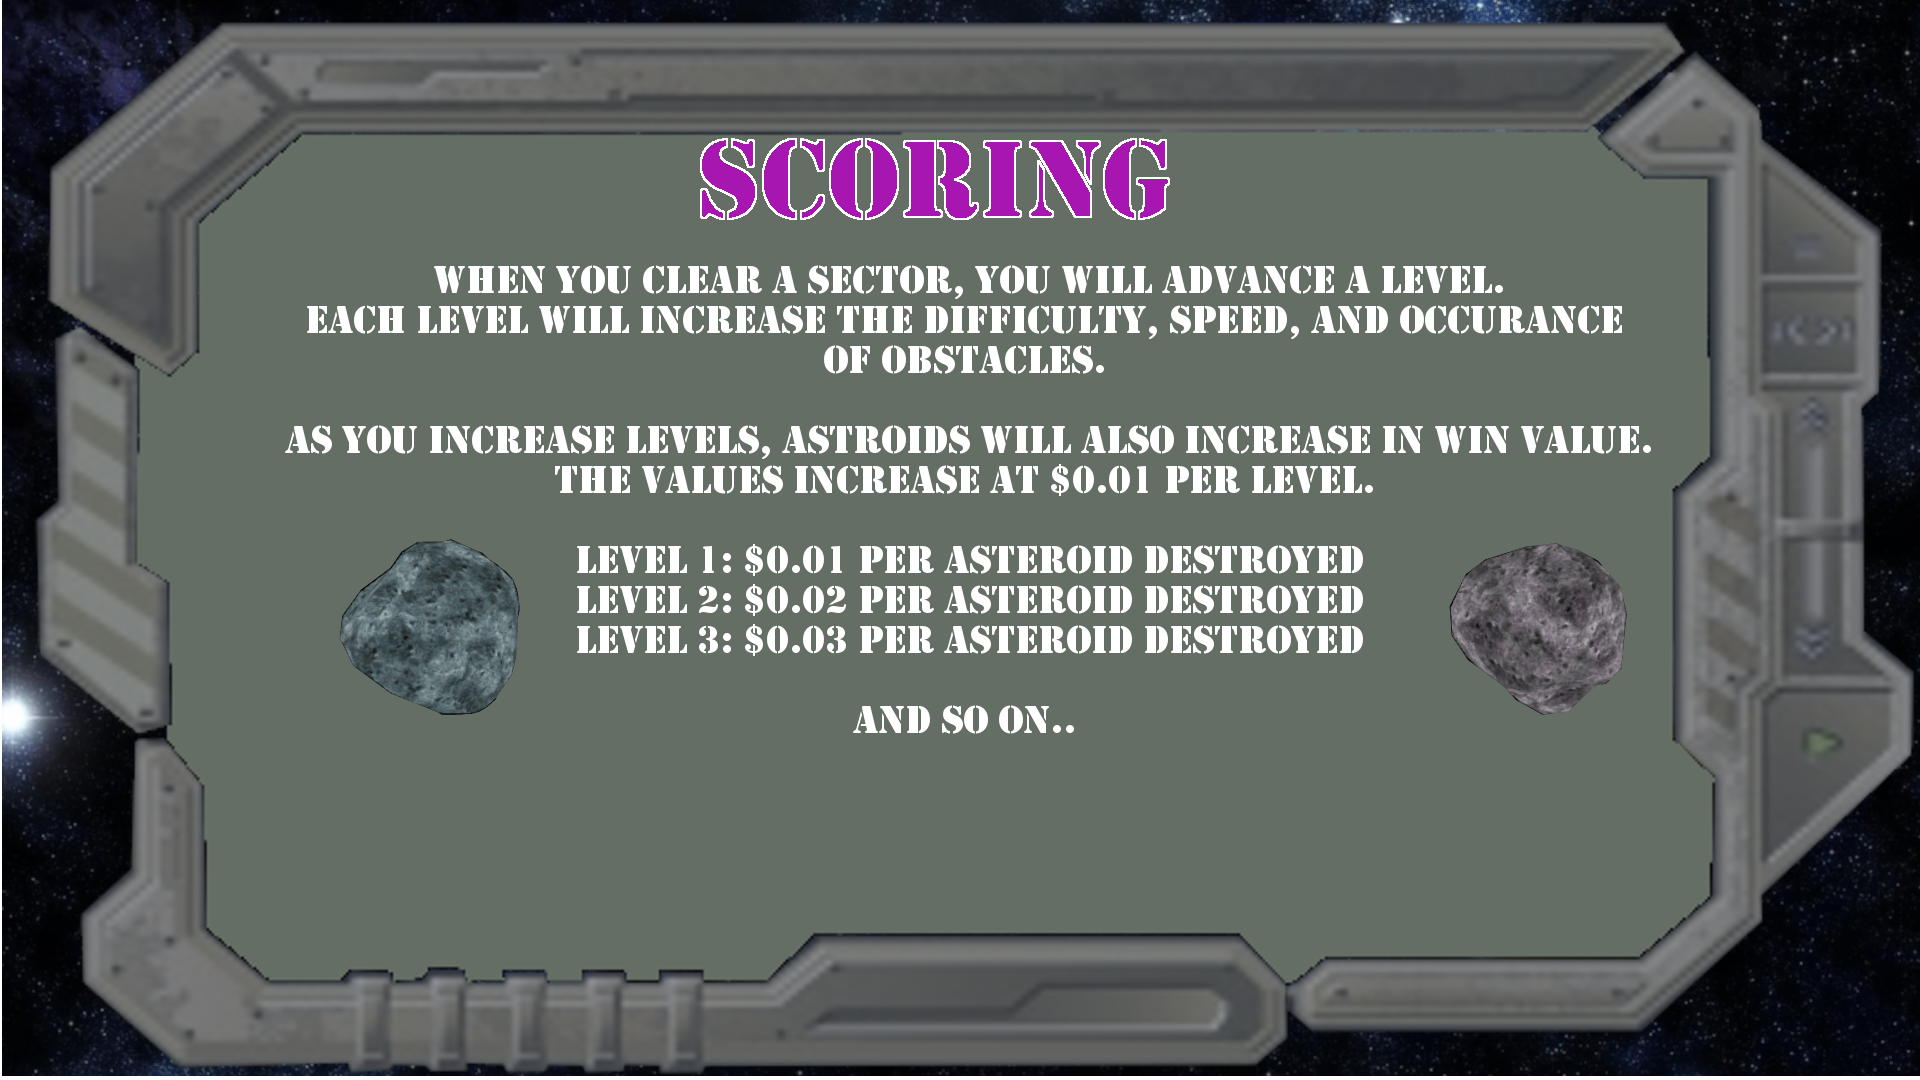 SCORING
WHEN YOU CLEAR A SECTOR, YOU WILL ADVANCE A LEVEL.
EACH LEVEL WILL INCREASE THE DIFFICULTY, SPEED, AND OCCURANCE
OF OBSTACLES.
AS YOU INCREASE LEVELS, ASTROIDS WILL ALSO INCREASE IN WIN VALUE.
THE VALUES INCREASE AT $0.01 PER LEVEL.
LEVEL 1: $0.01 PER ASTEROID DESTROYED
LEVEL 2: $0.02 PER ASTEROID DESTROYED
LEVEL 3: $0.03 PER ASTEROID DESTROYED
AND SO ON..